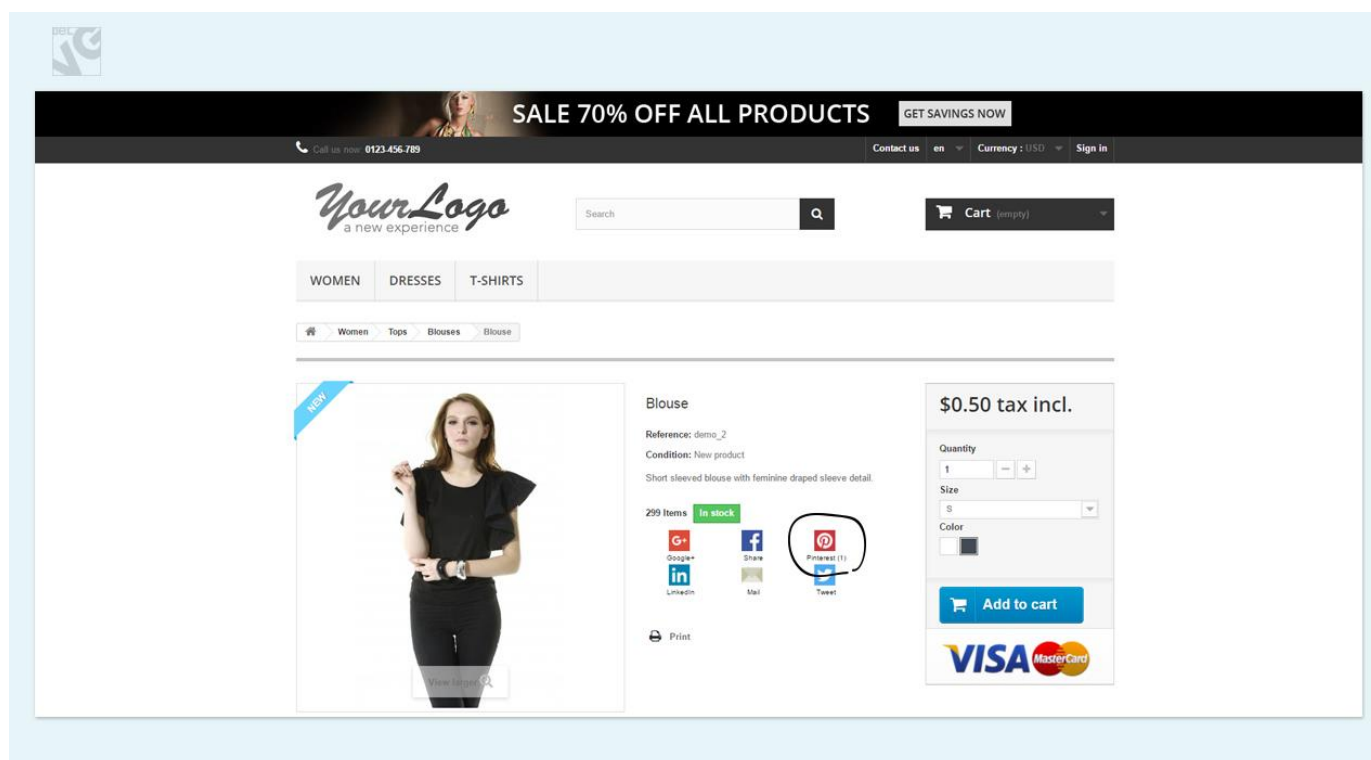 SALE 70% OFF ALL PRODUCTS GET SAVINGS NOW
Call us now: 0123-456-789 Contact us en Currency : USD Sign in
YourLogo
a new experience
Search
Cart (empty)
WOMEN DRESSES T-SHIRTS
Women Tops Blouses Blouse
NEW
View larger
Blouse
Reference: demo_2
Condition: New product
Short sleeved blouse with feminine draped sleeve detail.
299 Items In stock
Google+ Share Pinterest (1)
LinkedIn Mail Tweet
Print
$0.50 tax incl.
Quantity
1
Size
S
Color
Add to cart
VISA MasterCard